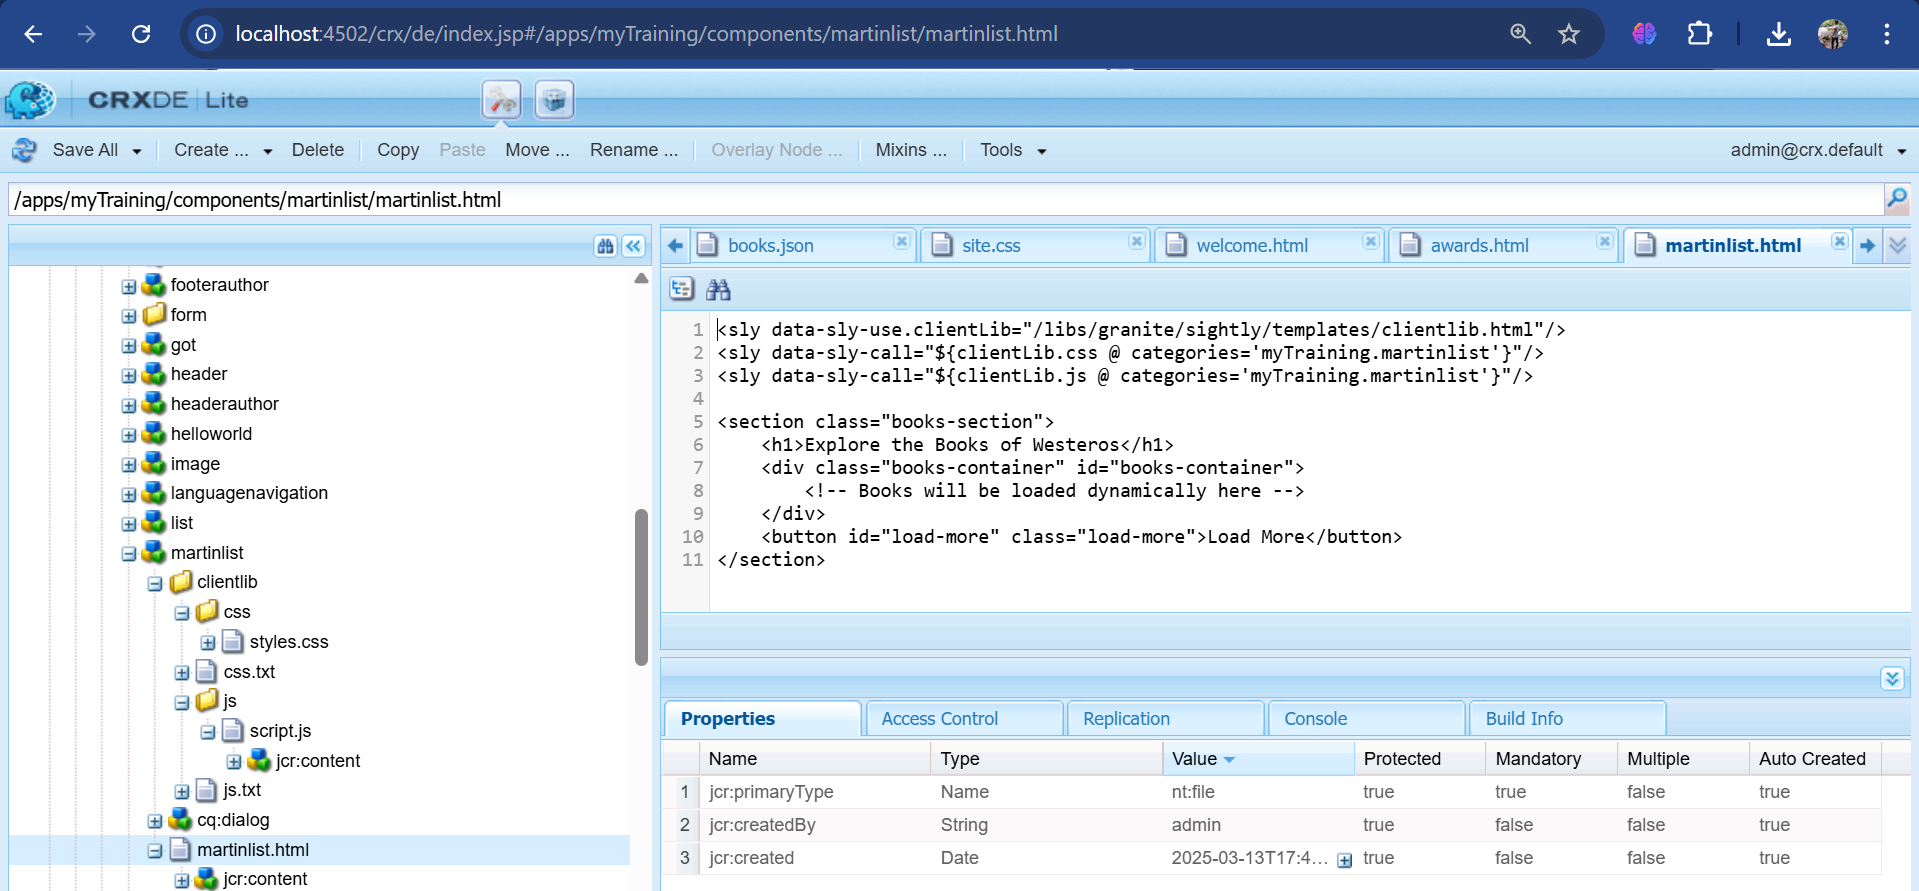 localhost:4502/crx/de/index.jsp#/apps/myTraining/components/martinlist/martinlist.html
CRXDE | Lite
Save All Create ... Delete Copy Paste Move ... Rename ... Overlay Node ... Mixins ... Tools admin@crx.default
/apps/myTraining/components/martinlist/martinlist.html
books.json site.css welcome.html awards.html martinlist.html
footerauthor
form
got
header
headerauthor
helloworld
image
languagenavigation
list
martinlist
clientlib
css
styles.css
css.txt
js
script.js
jcr:content
js.txt
cq:dialog
martinlist.html
jcr:content
1 <sly data-sly-use.clientLib="/libs/granite/sightly/templates/clientlib.html"/>
2 <sly data-sly-call="${clientLib.css @ categories='myTraining.martinlist'}"/>
3 <sly data-sly-call="${clientLib.js @ categories='myTraining.martinlist'}"/>
4
5 <section class="books-section">
6     <h1>Explore the Books of Westeros</h1>
7     <div class="books-container" id="books-container">
8         <!-- Books will be loaded dynamically here -->
9     </div>
10     <button id="load-more" class="load-more">Load More</button>
11 </section>
Properties Access Control Replication Console Build Info
Name Type Value Protected Mandatory Multiple Auto Created
1 jcr:primaryType Name nt:file true true false true
2 jcr:createdBy String admin true false false true
3 jcr:created Date 2025-03-13T17:4... true false false true